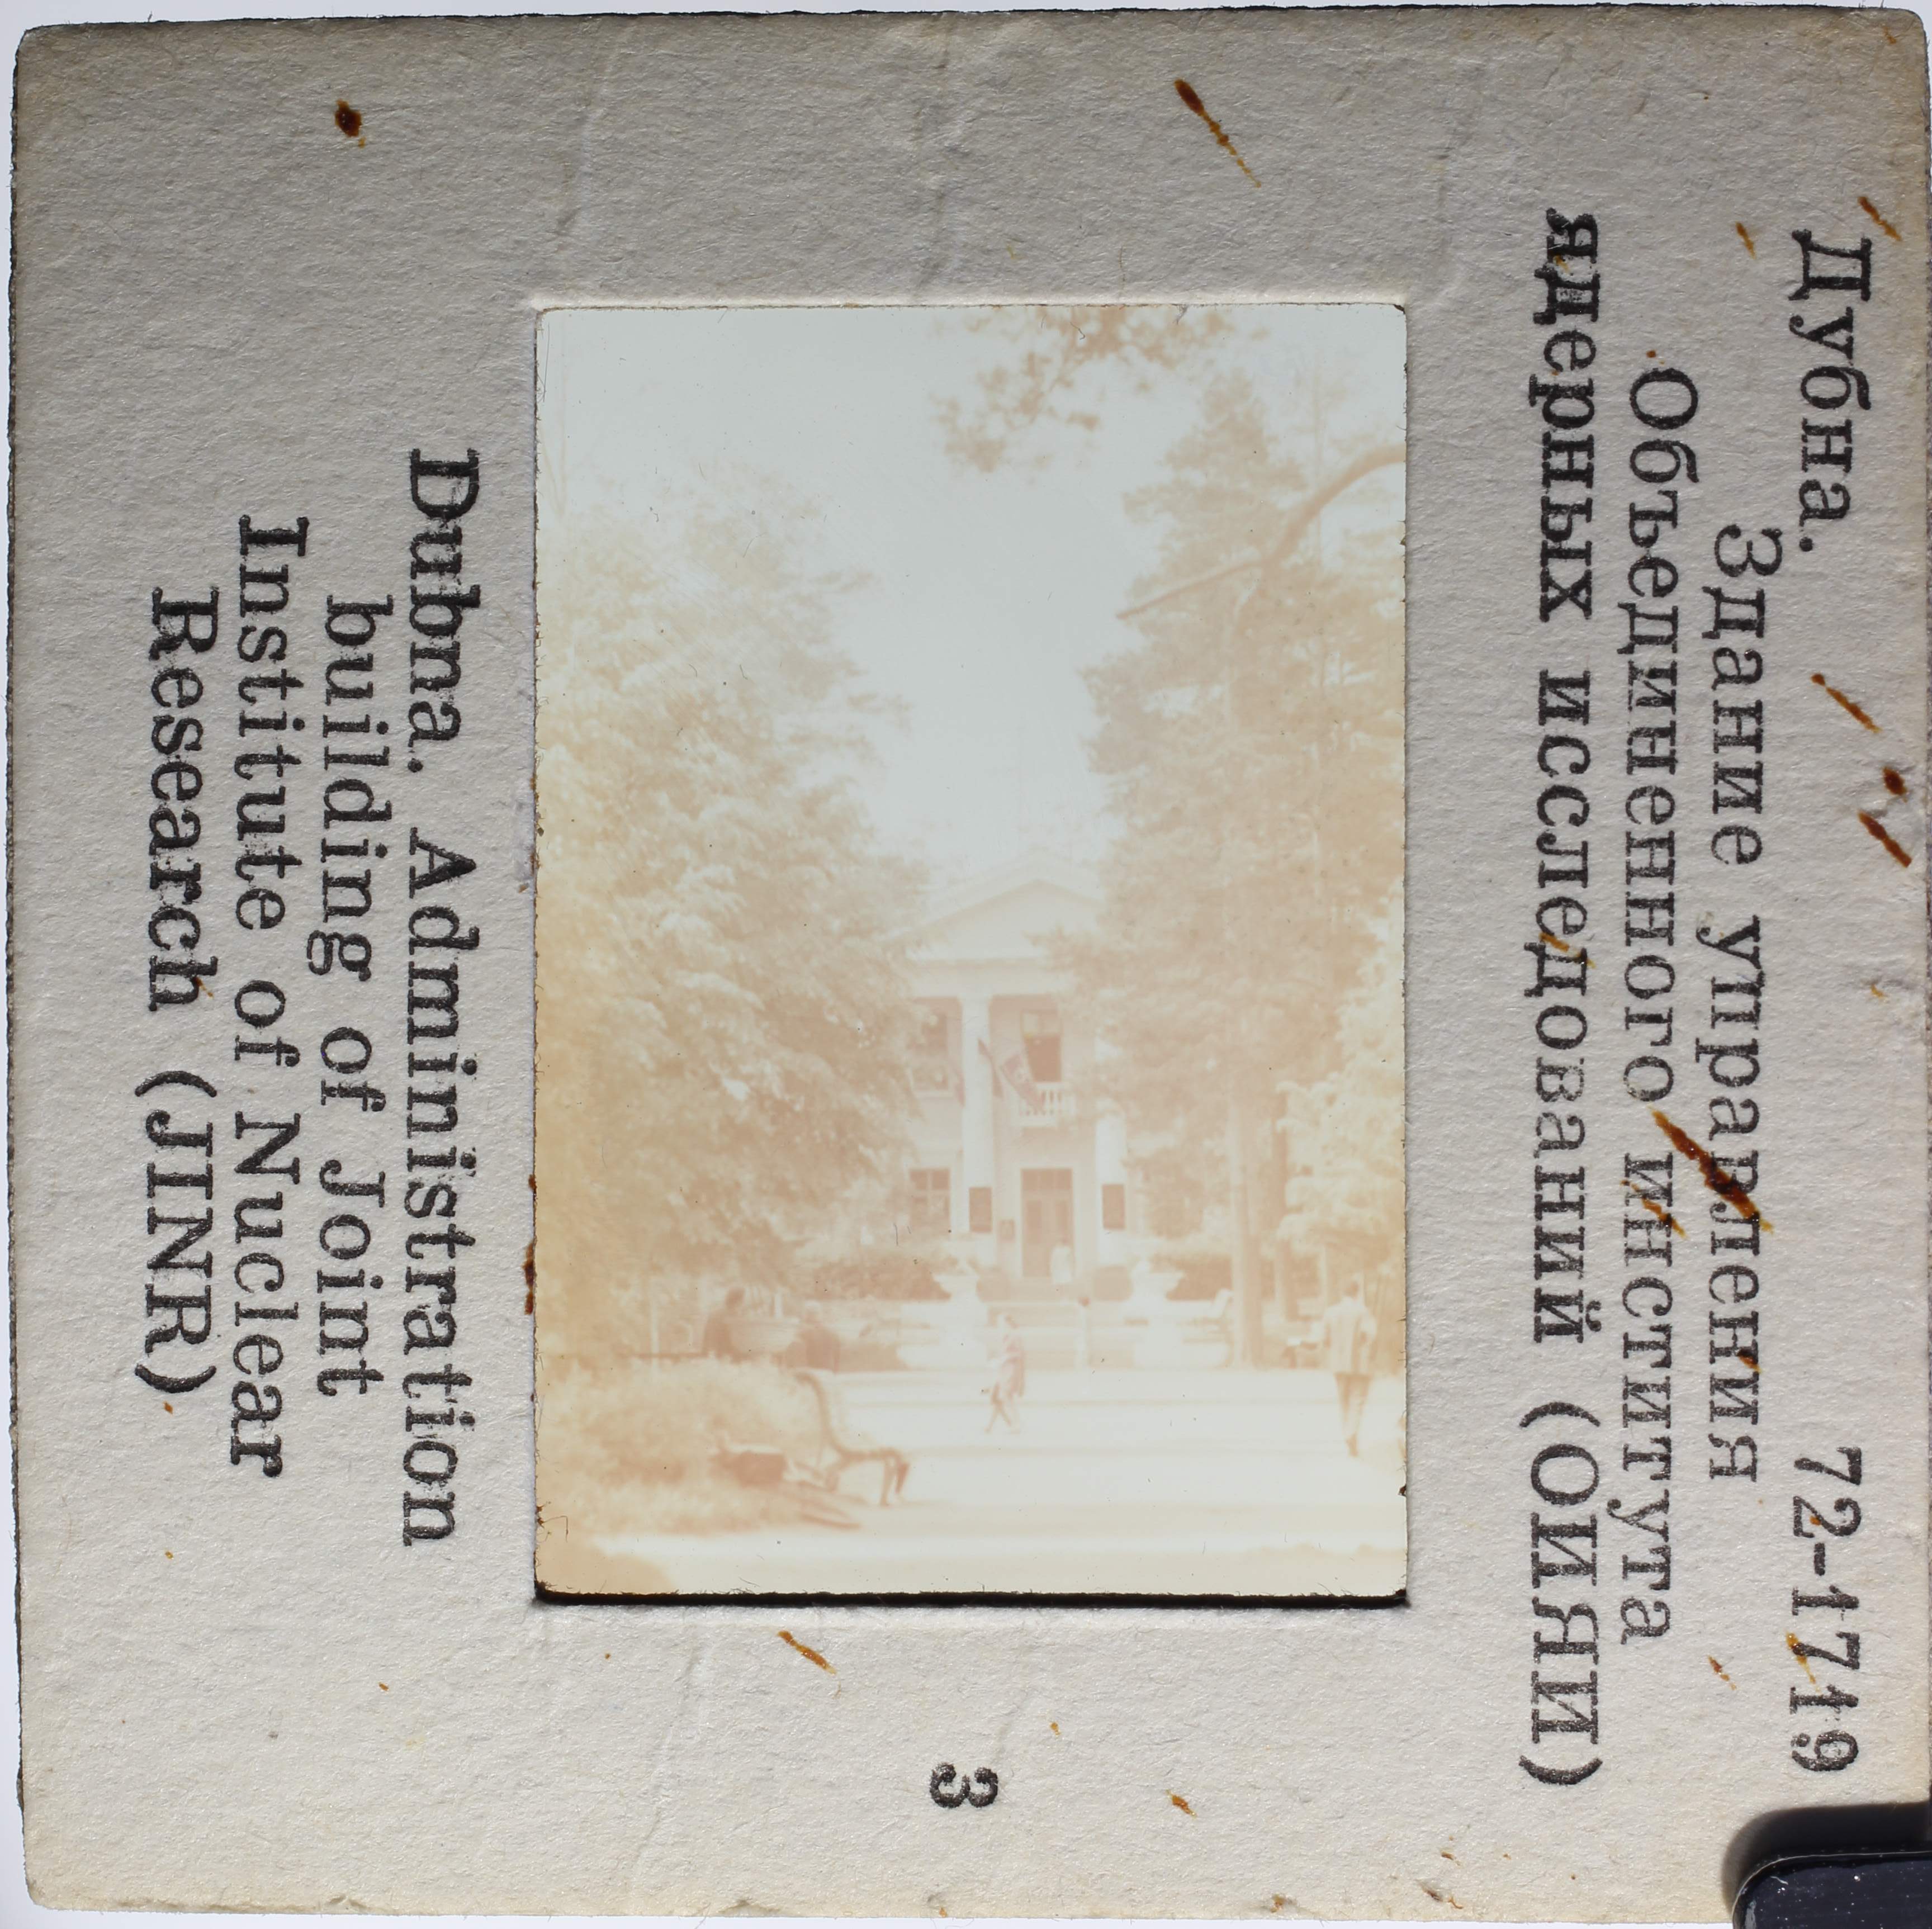 Дубна. 72-1719
Здание управления
Объединенного института
ядерных исследований (ОИЯИ)
Dubna. Administration
building of Joint
Institute of Nuclear
Research (JINR)
3